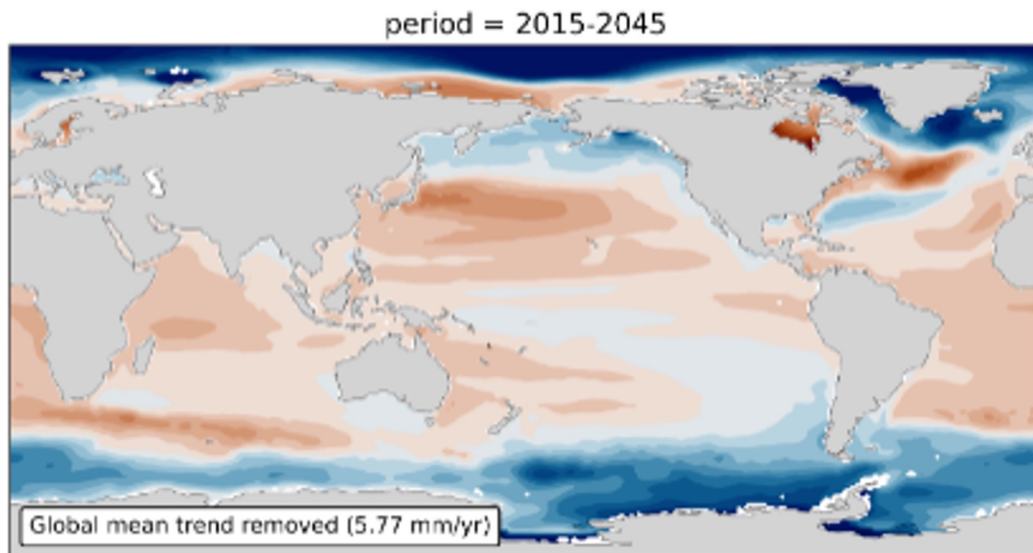 period = 2015-2045
Global mean trend removed (5.77 mm/yr)